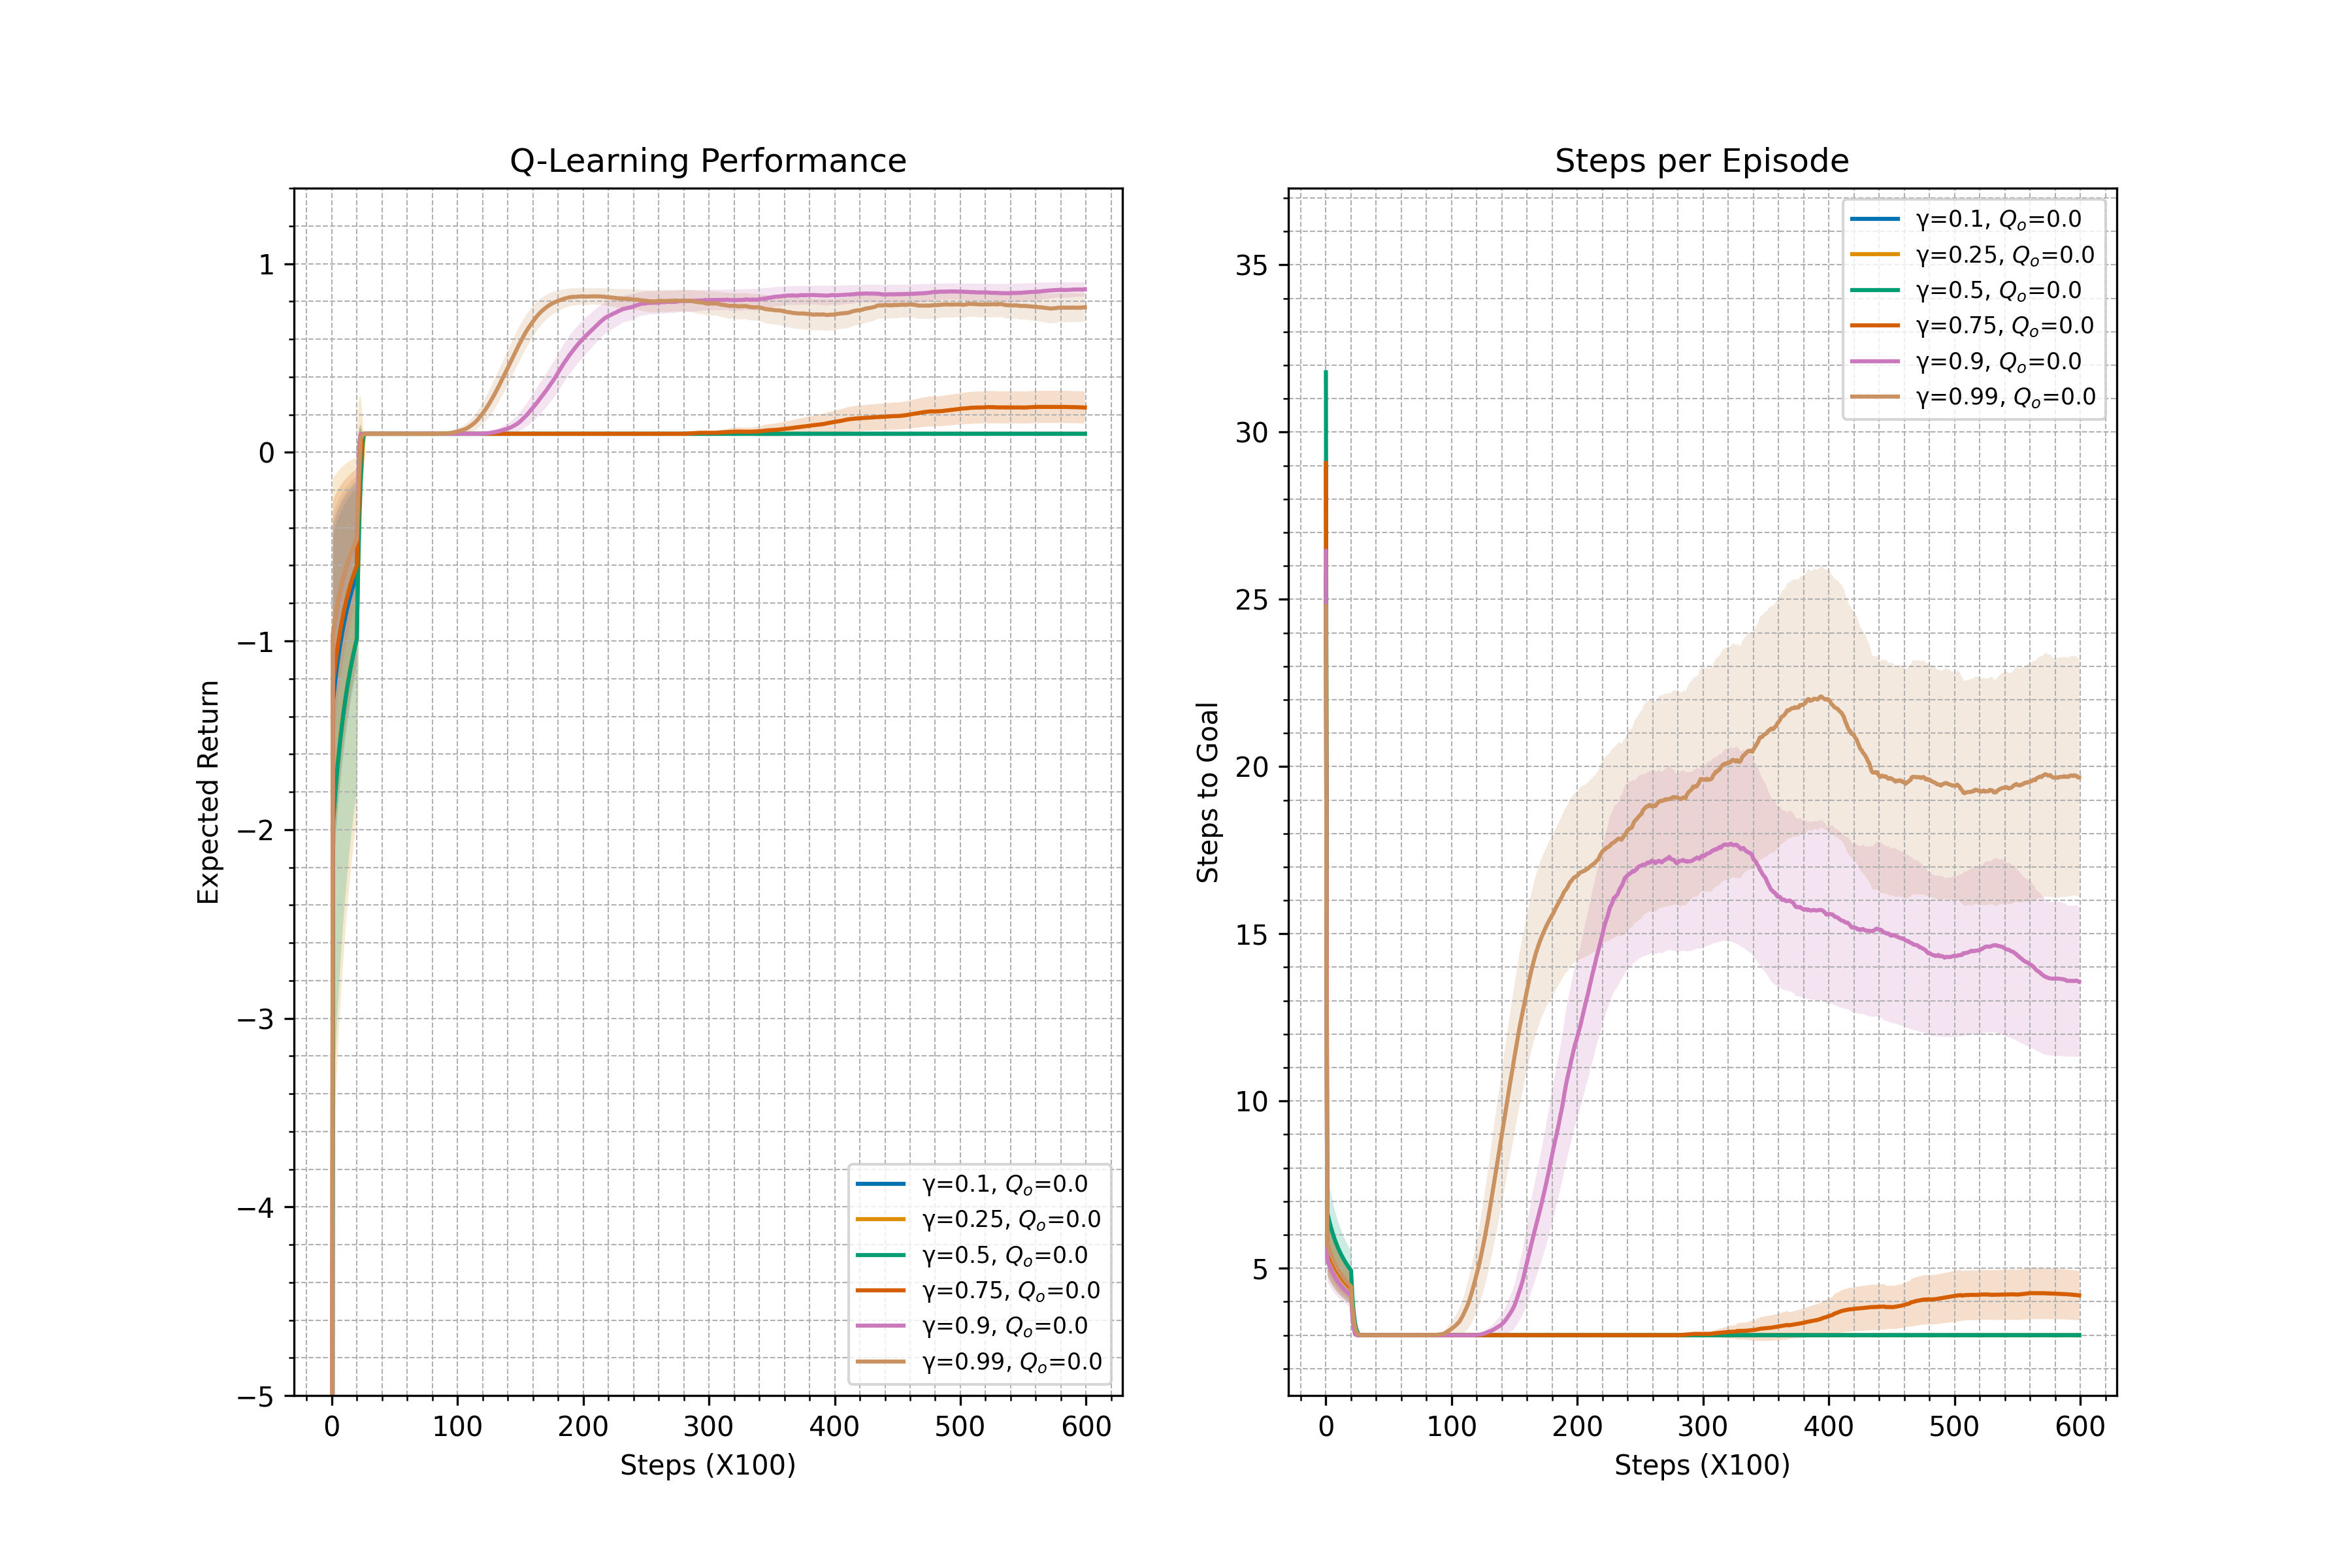 Q-Learning Performance
1
0
−1
−2
−3
−4
−5
Expected Return
0 100 200 300 400 500 600
Steps (X100)
γ=0.1, Qₒ=0.0
γ=0.25, Qₒ=0.0
γ=0.5, Qₒ=0.0
γ=0.75, Qₒ=0.0
γ=0.9, Qₒ=0.0
γ=0.99, Qₒ=0.0
Steps per Episode
35
30
25
20
15
10
5
Steps to Goal
0 100 200 300 400 500 600
Steps (X100)
γ=0.1, Qₒ=0.0
γ=0.25, Qₒ=0.0
γ=0.5, Qₒ=0.0
γ=0.75, Qₒ=0.0
γ=0.9, Qₒ=0.0
γ=0.99, Qₒ=0.0